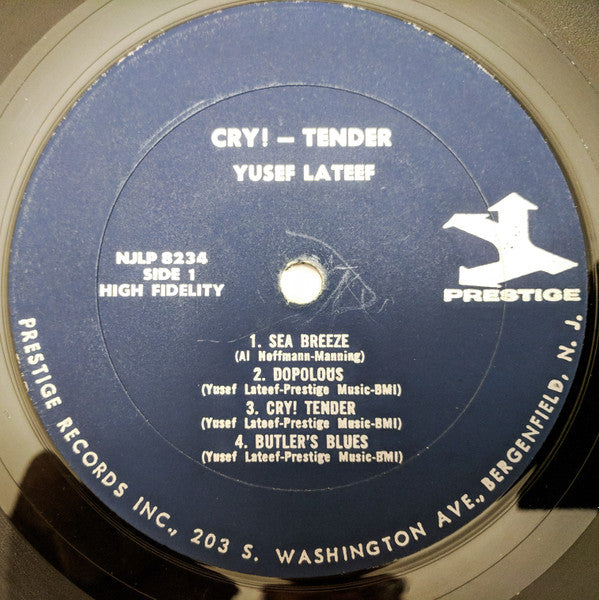 CRY! – TENDER
YUSEF LATEEF
NJLP 8234
SIDE 1
HIGH FIDELITY
PRESTIGE
1. SEA BREEZE
(Al Hoffmann-Manning)
2. DOPOLOUS
(Yusef Lateef-Prestige Music-BMI)
3. CRY! TENDER
(Yusef Lateef-Prestige Music-BMI)
4. BUTLER'S BLUES
(Yusef Lateef-Prestige Music-BMI)
PRESTIGE RECORDS INC., 203 S. WASHINGTON AVE., BERGENFIELD, N. J.